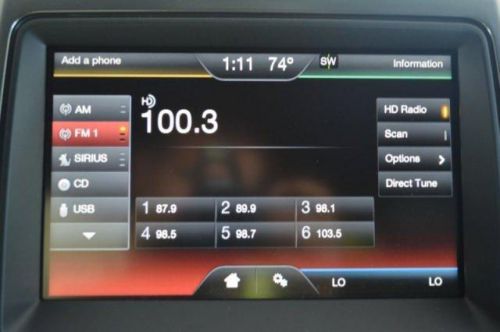 Add a phone
1:11 74° SW
Information
AM
FM 1
SIRIUS
CD
USB
HD
100.3
HD Radio
Scan
Options
Direct Tune
1 87.9 2 89.9 3 98.1
4 98.5 5 98.7 6 103.5
LO LO